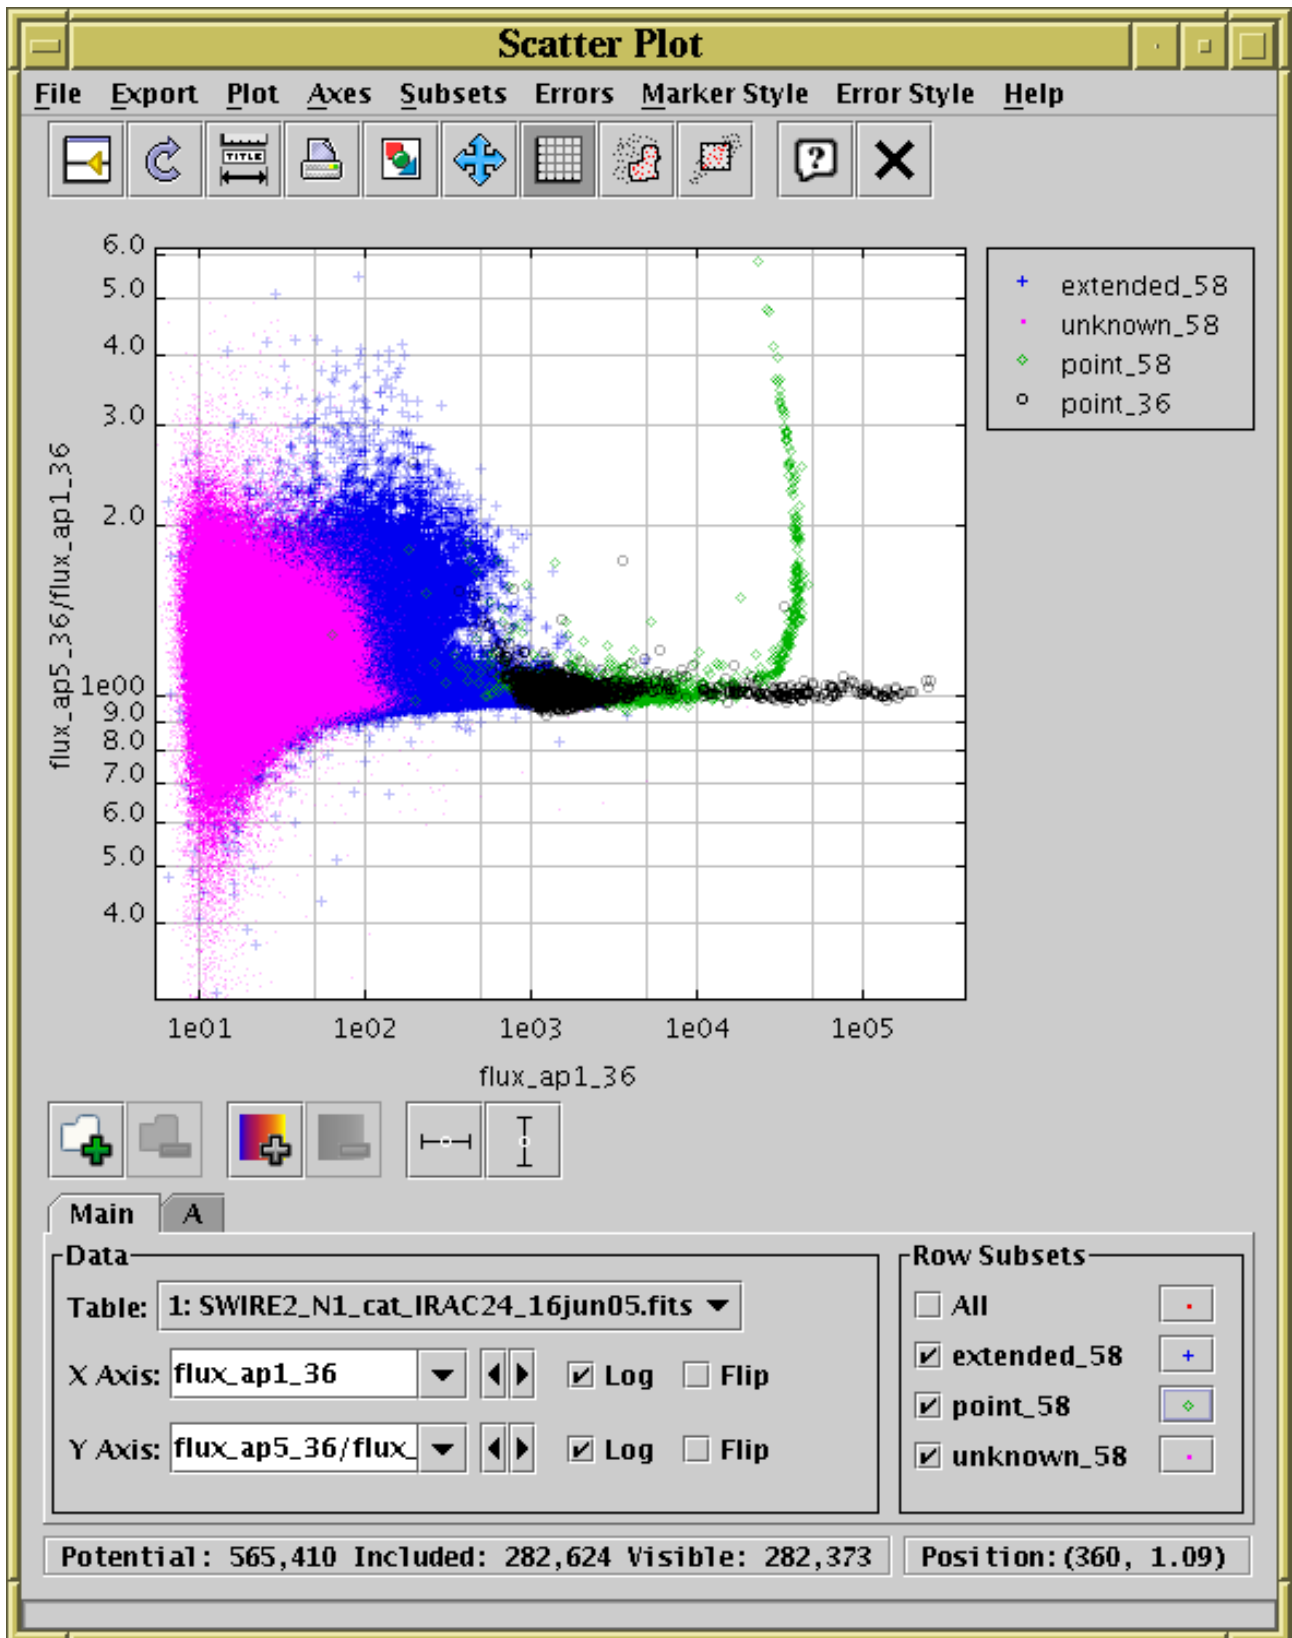 Scatter Plot
File Export Plot Axes Subsets Errors Marker Style Error Style Help
TITLE
?
6.0
5.0
4.0
3.0
2.0
1e00
9.0
8.0
7.0
6.0
5.0
4.0
flux_ap5_36/flux_ap1_36
extended_58
unknown_58
point_58
point_36
1e01 1e02 1e03 1e04 1e05
flux_ap1_36
Main A
Data
Table: 1: SWIRE2_N1_cat_IRAC24_16jun05.fits
X Axis: flux_ap1_36 Log Flip
Y Axis: flux_ap5_36/flux_ Log Flip
Row Subsets
All
extended_58
point_58
unknown_58
Potential: 565,410 Included: 282,624 Visible: 282,373 Position:(360, 1.09)